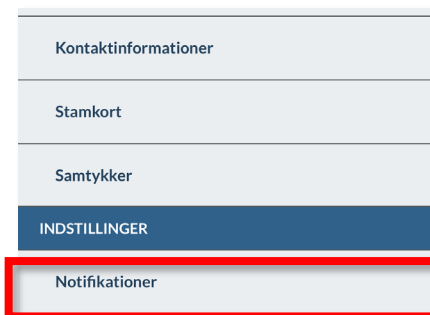 Kontaktinformationer
Stamkort
Samtykker
INDSTILLINGER
Notifikationer